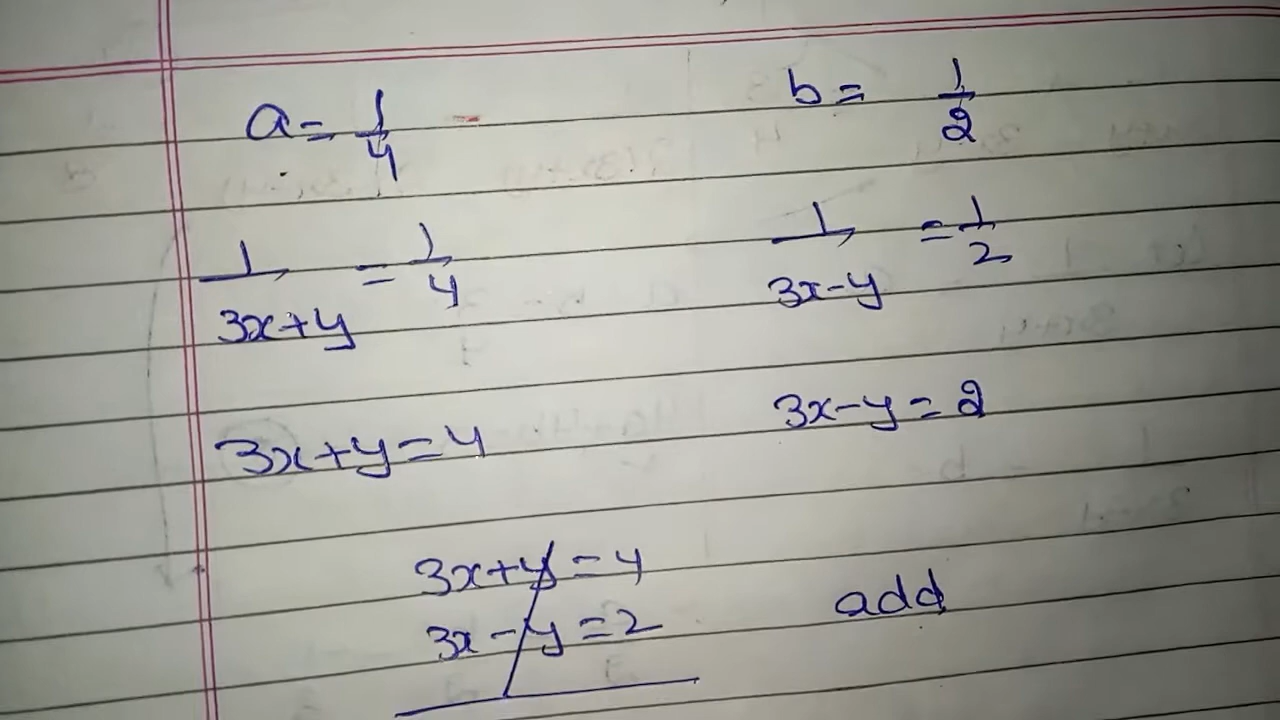 a = 1/4 b = 1/2
1/(3x+y) = 1/4 1/(3x-y) = 1/2
3x+y=4 3x-y=2
3x+y=4
3x-y=2 add